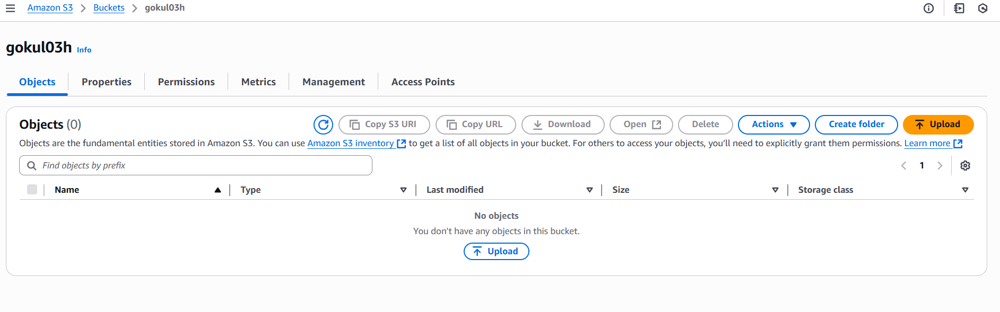 Amazon S3 > Buckets > gokul03h
gokul03h Info
Objects Properties Permissions Metrics Management Access Points
Objects (0) Copy S3 URI Copy URL Download Open Delete Actions Create folder Upload
Objects are the fundamental entities stored in Amazon S3. You can use Amazon S3 inventory to get a list of all objects in your bucket. For others to access your objects, you’ll need to explicitly grant them permissions. Learn more
Find objects by prefix 1
Name Type Last modified Size Storage class
No objects
You don't have any objects in this bucket.
Upload